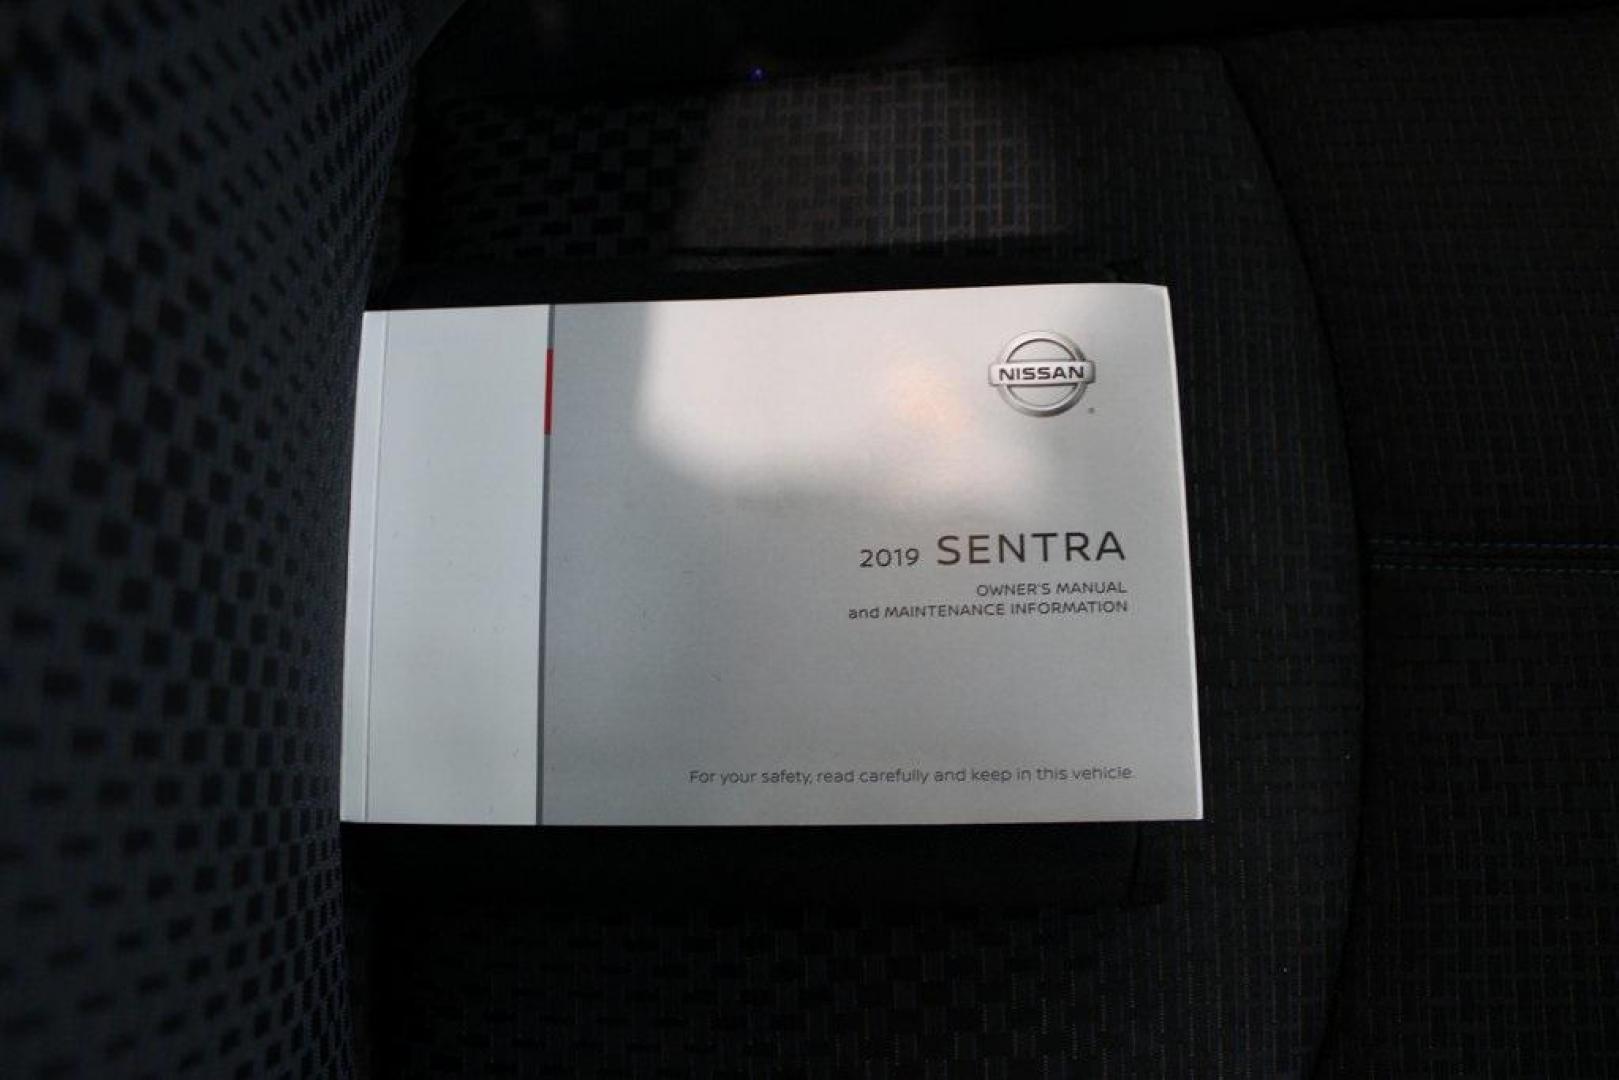 NISSAN
2019 SENTRA
OWNER'S MANUAL
and MAINTENANCE INFORMATION
For your safety, read carefully and keep in this vehicle.